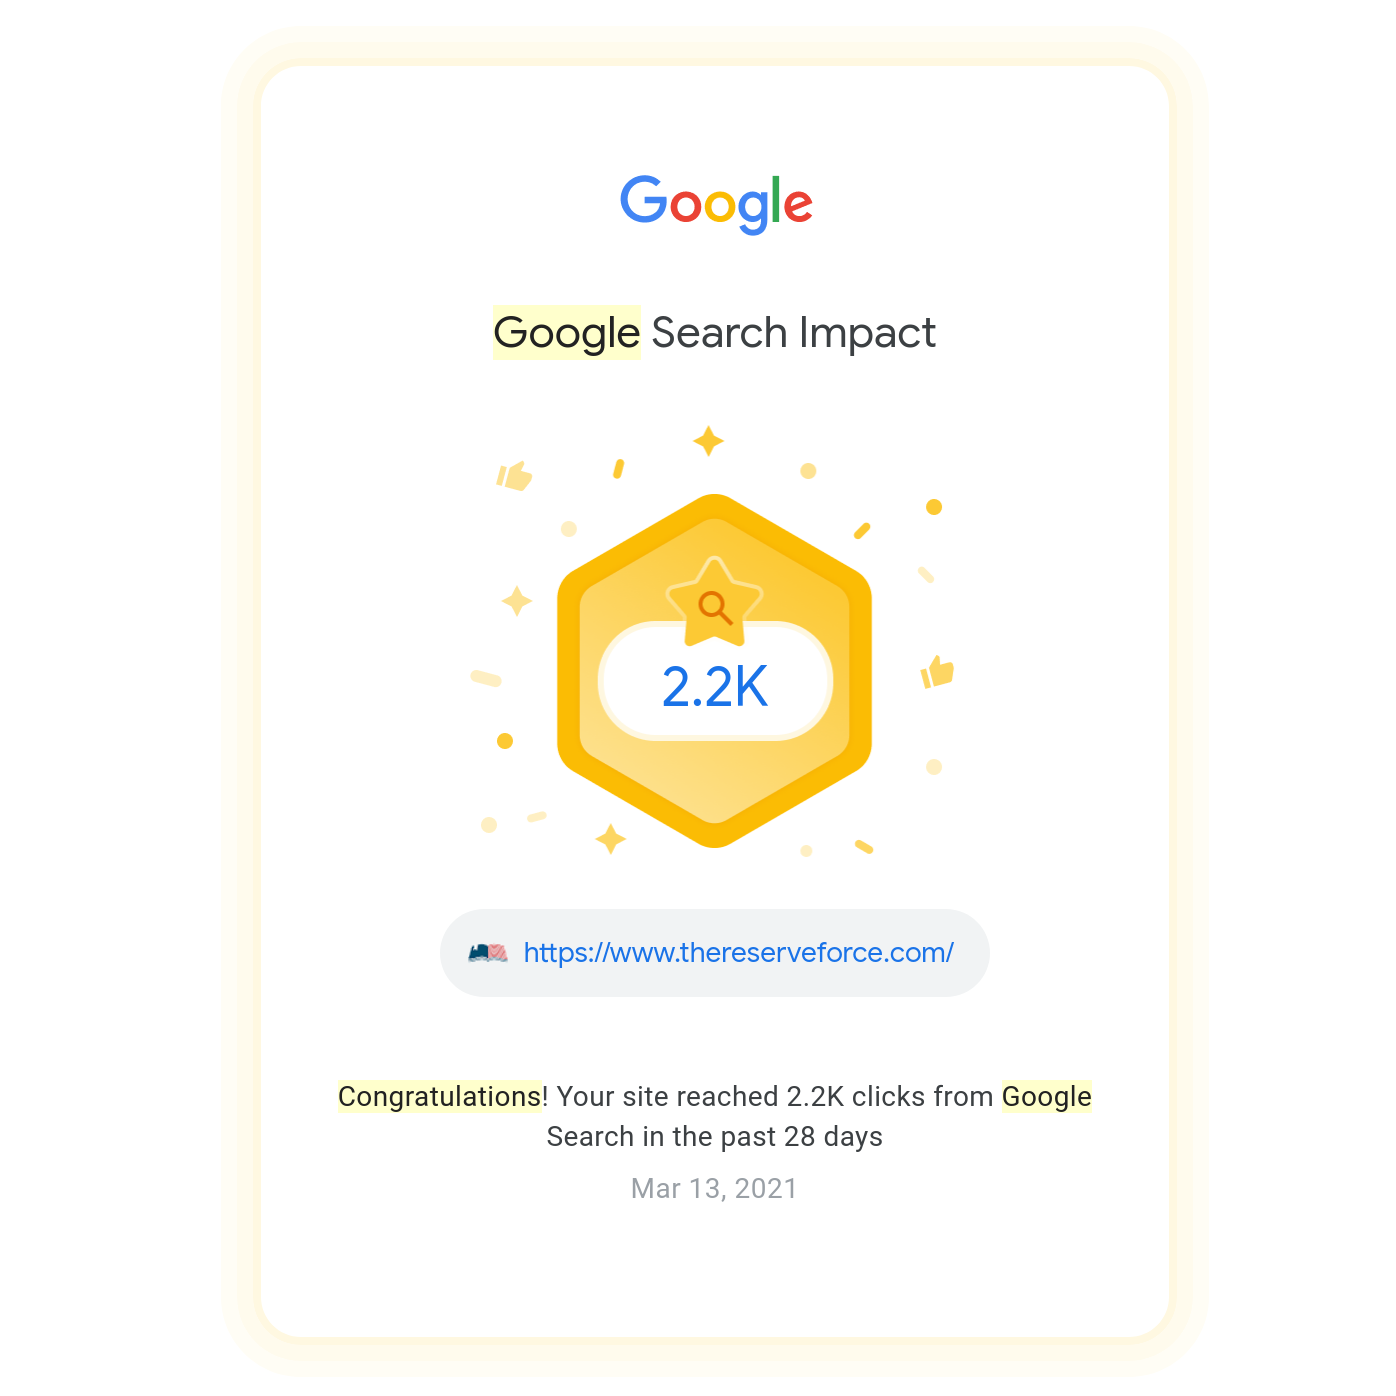 Google
Google Search Impact
2.2K
https://www.thereserveforce.com/
Congratulations! Your site reached 2.2K clicks from Google
Search in the past 28 days
Mar 13, 2021